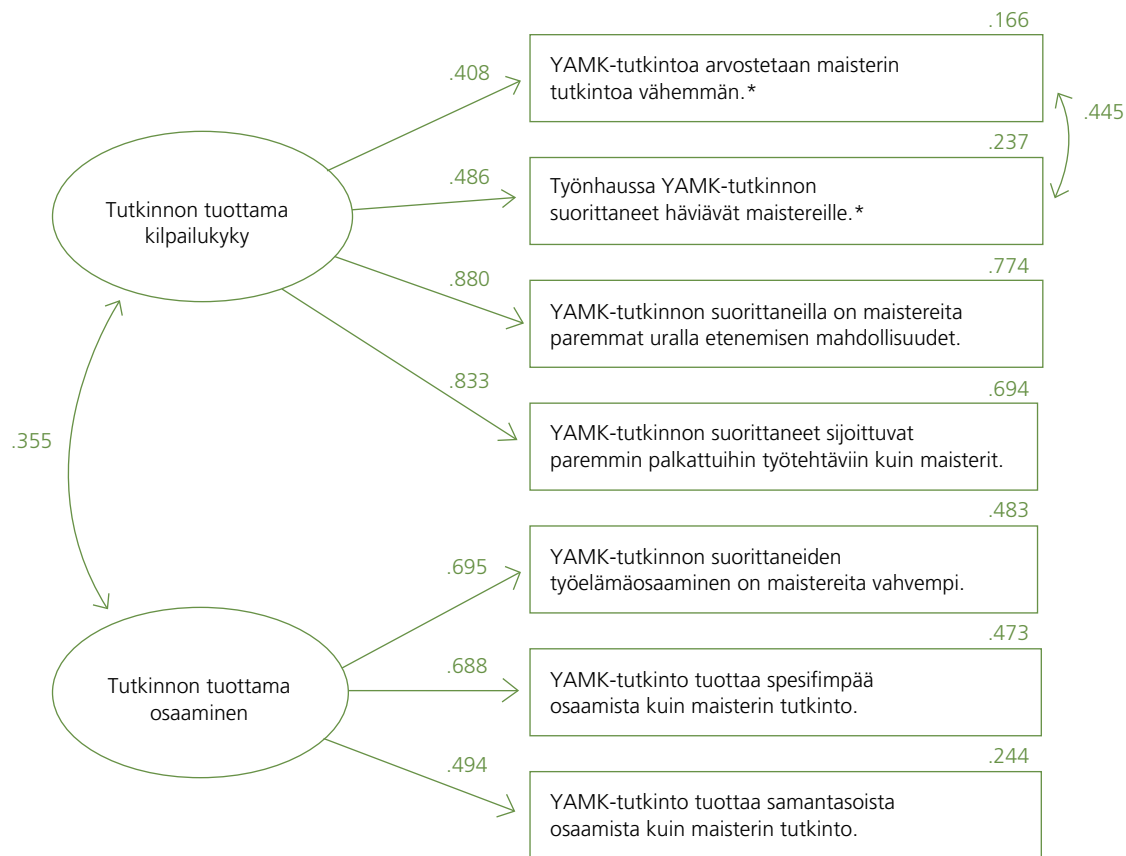 .166
YAMK-tutkintoa arvostetaan maisterin
tutkintoa vähemmän.*
.408
.445
.237
Työnhaussa YAMK-tutkinnon
suorittaneet häviävät maistereille.*
.486
Tutkinnon tuottama
kilpailukyky
.774
YAMK-tutkinnon suorittaneilla on maistereita
paremmat uralla etenemisen mahdollisuudet.
.880
.833
.694
YAMK-tutkinnon suorittaneet sijoittuvat
paremmin palkattuihin työtehtäviin kuin maisterit.
.355
.483
YAMK-tutkinnon suorittaneiden
työelämäosaaminen on maistereita vahvempi.
.695
.473
YAMK-tutkinto tuottaa spesifimpää
osaamista kuin maisterin tutkinto.
.688
Tutkinnon tuottama
osaaminen
.494
.244
YAMK-tutkinto tuottaa samantasoista
osaamista kuin maisterin tutkinto.